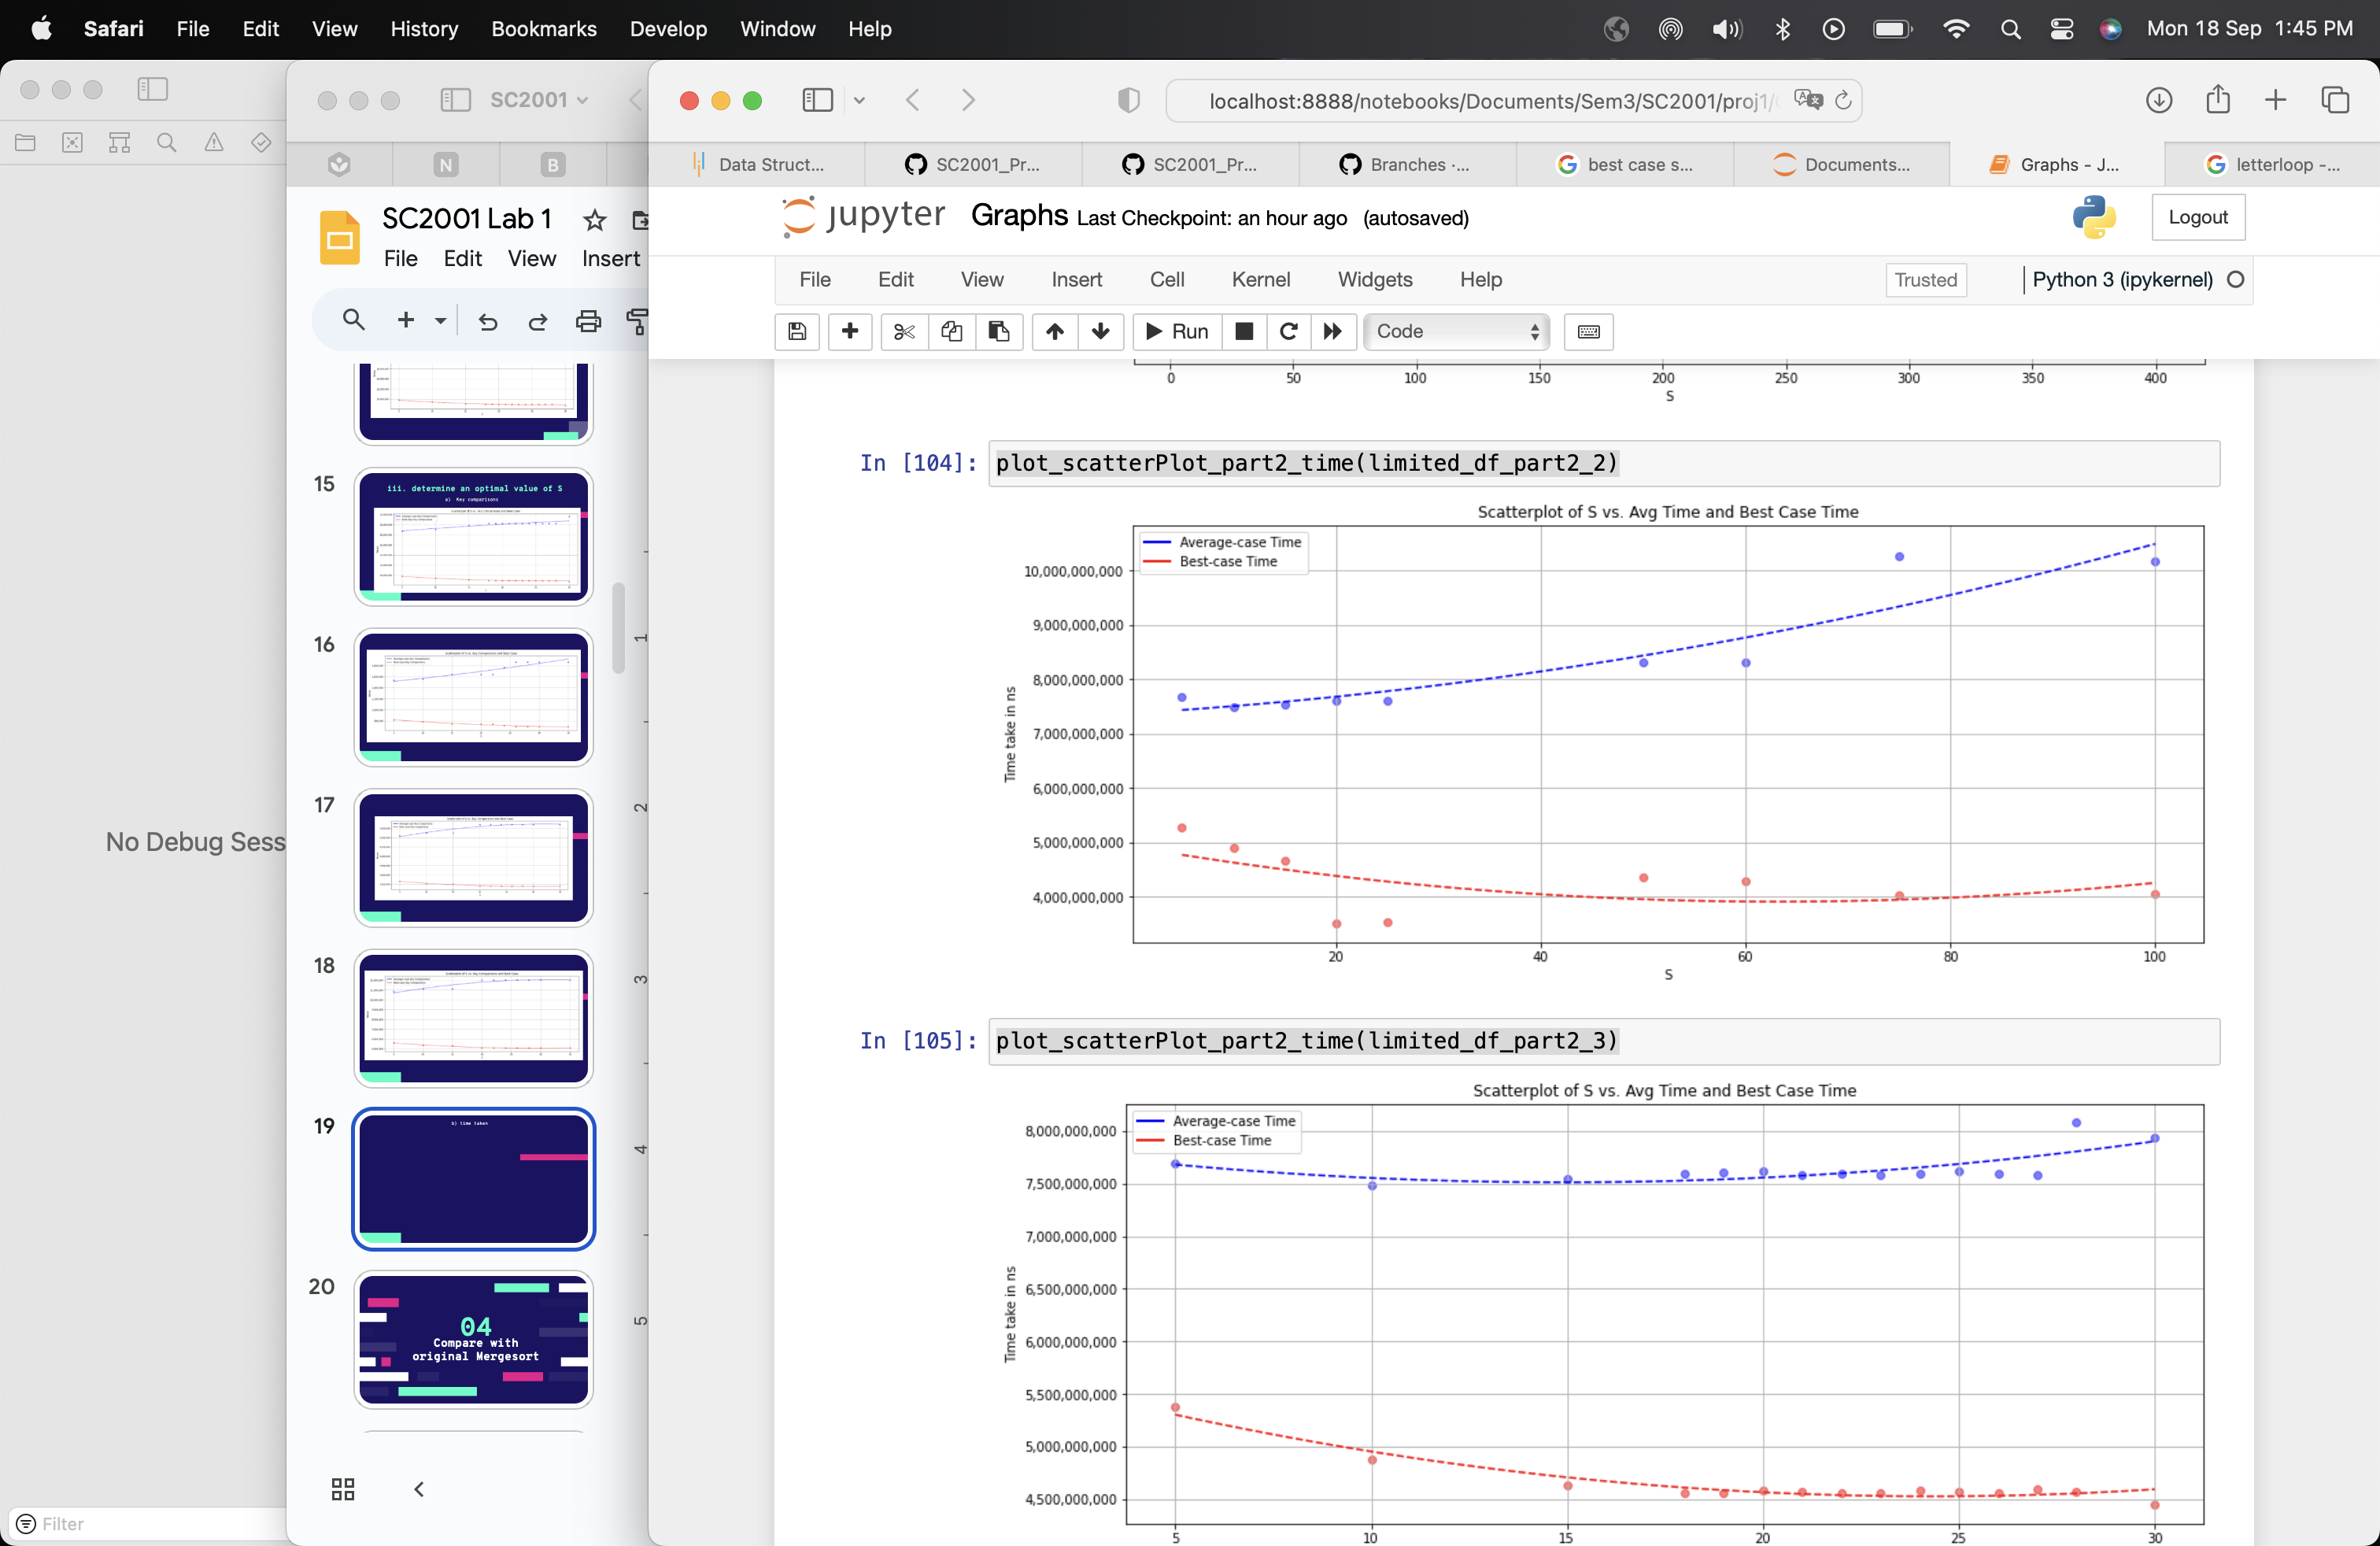 Safari File Edit View History Bookmarks Develop Window Help Mon 18 Sep 1:45 PM
SC2001
localhost:8888/notebooks/Documents/Sem3/SC2001/proj1/
N B
Data Struct... SC2001_Pr... SC2001_Pr... Branches ·... best case s... Documents... Graphs - J... letterloop -...
SC2001 Lab 1
File Edit View Insert
jupyter Graphs Last Checkpoint: an hour ago (autosaved) Logout
File Edit View Insert Cell Kernel Widgets Help Trusted Python 3 (ipykernel)
Run Code
No Debug Sess
Filter
15
iii. determine an optimal value of S
a) Key comparisons
16
17
18
19
b) time taken
20
04
Compare with
original Mergesort
1
2
3
4
5
0 50 100 150 200 250 300 350 400
S
In [104]: plot_scatterPlot_part2_time(limited_df_part2_2)
Scatterplot of S vs. Avg Time and Best Case Time
Average-case Time
Best-case Time
10,000,000,000
9,000,000,000
8,000,000,000
7,000,000,000
6,000,000,000
5,000,000,000
4,000,000,000
Time take in ns
20 40 60 80 100
S
In [105]: plot_scatterPlot_part2_time(limited_df_part2_3)
Scatterplot of S vs. Avg Time and Best Case Time
Average-case Time
Best-case Time
8,000,000,000
7,500,000,000
7,000,000,000
6,500,000,000
6,000,000,000
5,500,000,000
5,000,000,000
4,500,000,000
Time take in ns
5 10 15 20 25 30